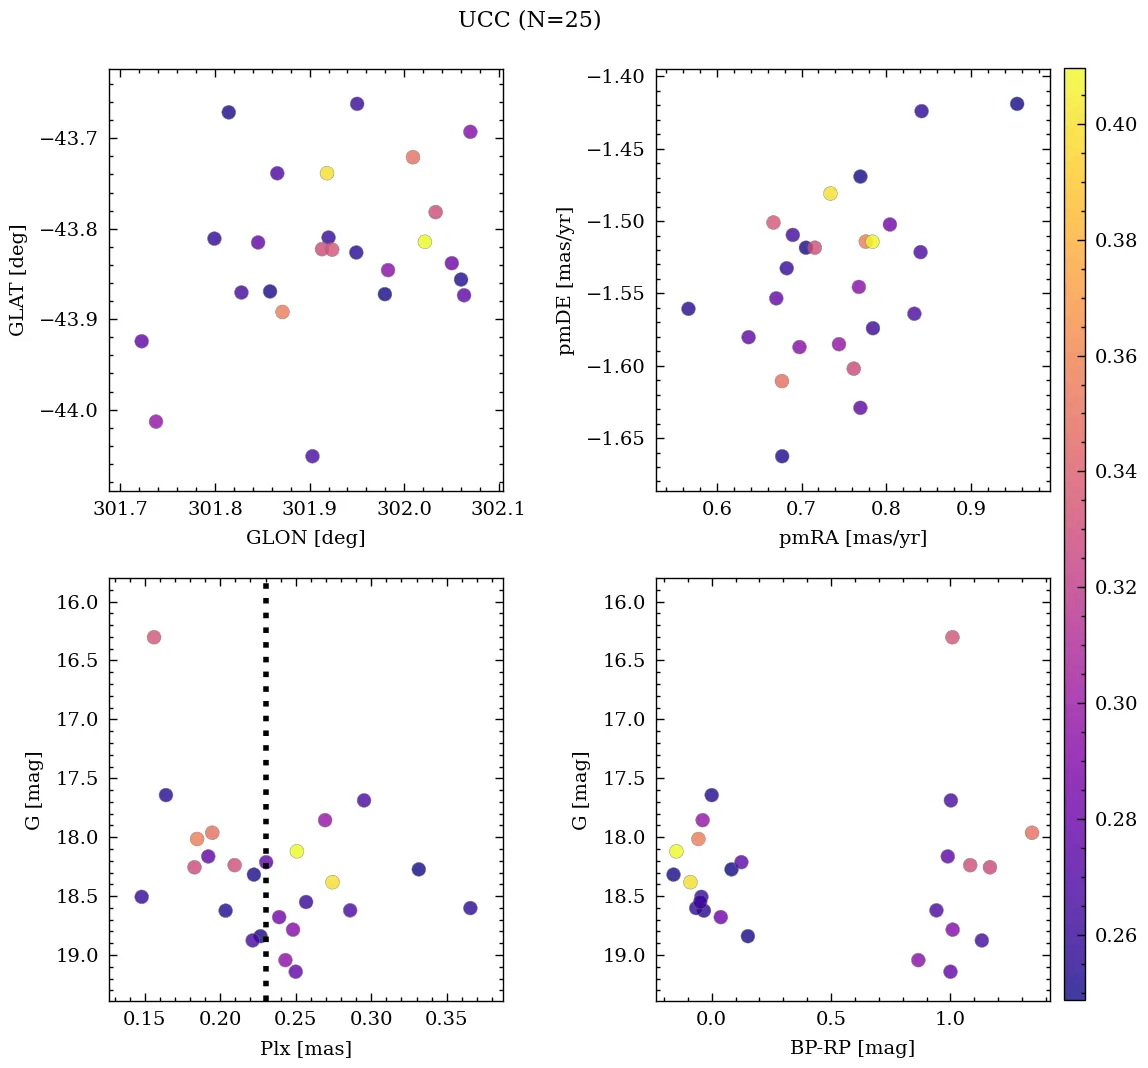 UCC (N=25)
−43.7
−43.8
−43.9
−44.0
GLAT [deg]
301.7 301.8 301.9 302.0 302.1
GLON [deg]
−1.40
−1.45
−1.50
−1.55
−1.60
−1.65
pmDE [mas/yr]
0.6 0.7 0.8 0.9
pmRA [mas/yr]
16.0
16.5
17.0
17.5
18.0
18.5
19.0
G [mag]
0.15 0.20 0.25 0.30 0.35
Plx [mas]
16.0
16.5
17.0
17.5
18.0
18.5
19.0
G [mag]
0.0 0.5 1.0
BP-RP [mag]
0.40
0.38
0.36
0.34
0.32
0.30
0.28
0.26